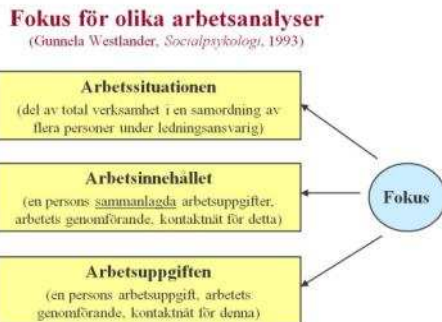 Fokus för olika arbetsanalyser
(Gunnela Westlander, Socialpsykologi, 1993)
Arbetssituationen
(del av total verksamhet i en samordning av
flera personer under ledningsansvarig)
Arbetsinnehållet
(en persons sammanlagda arbetsuppgifter,
arbetets genomförande, kontaktnät för detta)
Fokus
Arbetsuppgiften
(en persons arbetsuppgift, arbetets
genomförande, kontaktnät för denna)